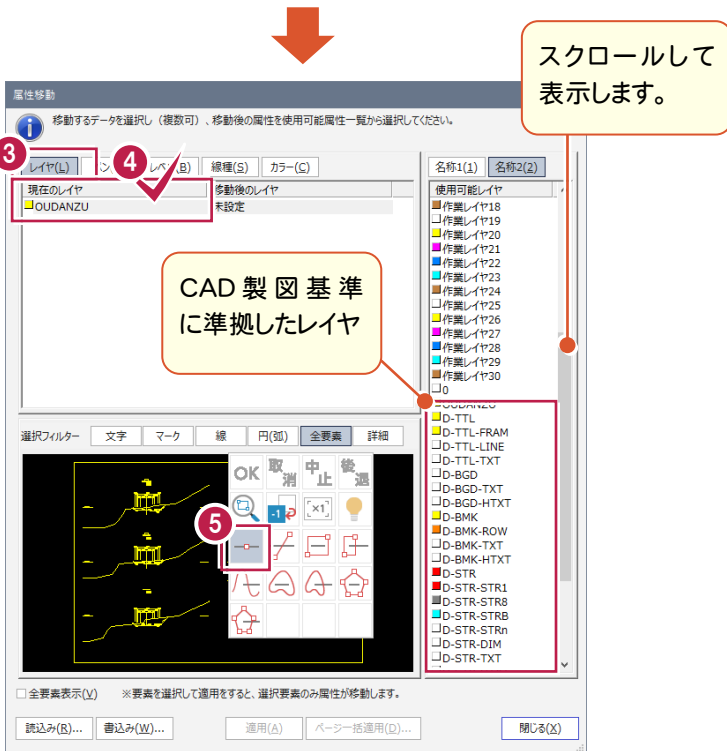 スクロールして
表示します。
属性移動
移動するデータを選択し（複数可）、移動後の属性を使用可能属性一覧から選択してください。
3
4
レイヤ(L)
(B)
線種(S)
カラー(C)
名称1(1)
名称2(2)
現在のレイヤ
移動後のレイヤ
OUDANZU
未設定
使用可能レイヤ
作業レイヤ18
作業レイヤ19
作業レイヤ20
作業レイヤ21
作業レイヤ22
作業レイヤ23
作業レイヤ24
作業レイヤ25
作業レイヤ26
作業レイヤ27
作業レイヤ28
作業レイヤ29
作業レイヤ30
0
OUDANZU
D-TTL
D-TTL-FRAM
D-TTL-LINE
D-TTL-TXT
D-BGD
D-BGD-TXT
D-BGD-HTXT
D-BMK
D-BMK-ROW
D-BMK-TXT
D-BMK-HTXT
D-STR
D-STR-STR1
D-STR-STR8
D-STR-STRB
D-STR-STRn
D-STR-DIM
D-STR-TXT
CAD製図基準
に準拠したレイヤ
選択フィルター
文字
マーク
線
円(弧)
全要素
詳細
OK
取消
中止
後退
-1
[×1]
5
全要素表示(V)
※要素を選択して適用をすると、選択要素のみ属性が移動します。
読込み(R)...
書込み(W)...
適用(A)
ページ一括適用(D)...
閉じる(X)